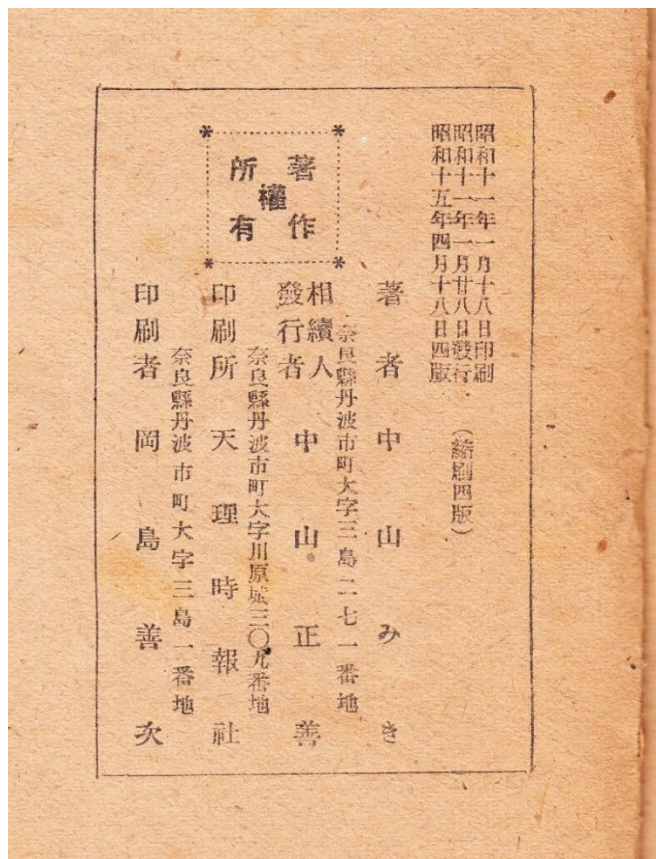 昭和十一年一月十八日印刷
昭和十一年一月廿八日發行
昭和十五年四月十八日四版
(縮刷四版)
著作權所有
著者 中山みき
奈良縣丹波市町大字三島二七一番地
相續人
發行者 中山正善
奈良縣丹波市町大字川原城三〇九番地
印刷所 天理時報社
奈良縣丹波市町大字三島一番地
印刷者 岡島善次